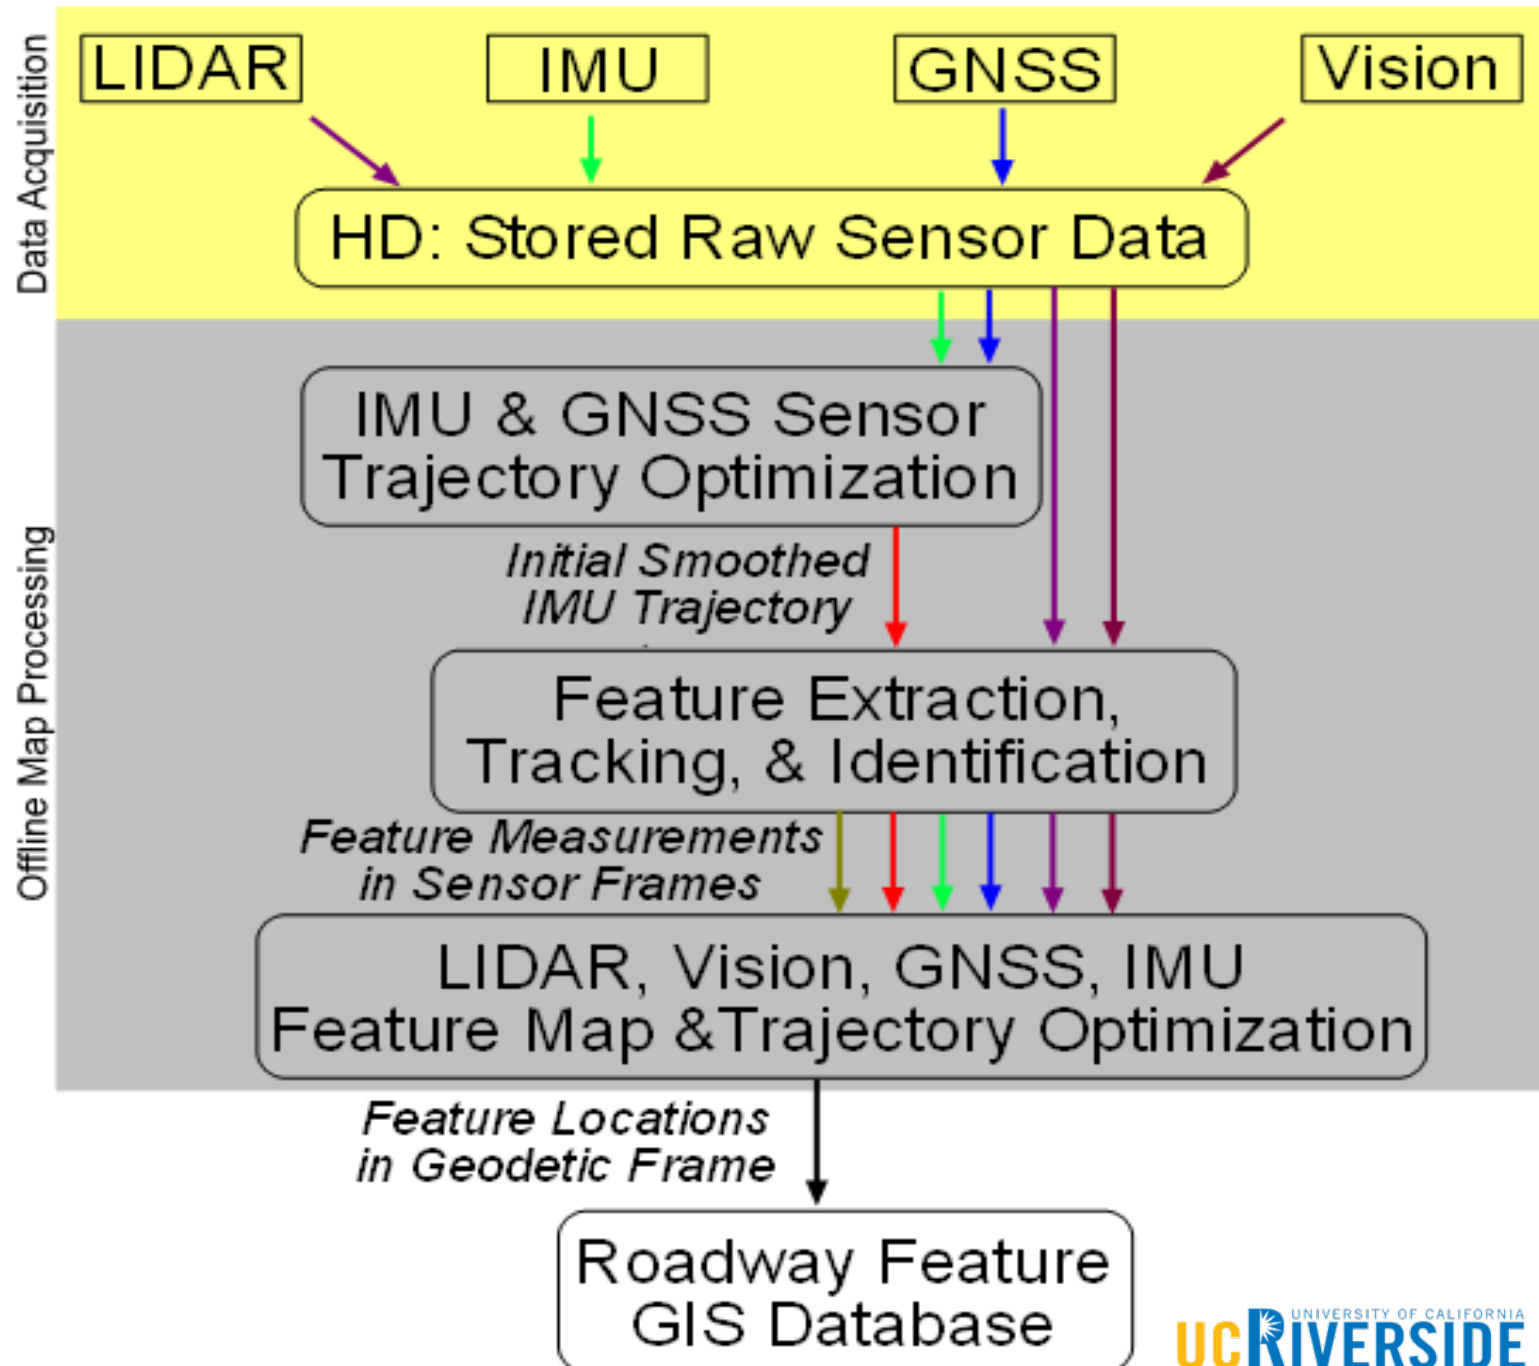 LIDAR
IMU
GNSS
Vision
Data Acquisition
HD: Stored Raw Sensor Data
IMU & GNSS Sensor
Trajectory Optimization
Initial Smoothed
IMU Trajectory
Offline Map Processing
Feature Extraction,
Tracking, & Identification
Feature Measurements
in Sensor Frames
LIDAR, Vision, GNSS, IMU
Feature Map &Trajectory Optimization
Feature Locations
in Geodetic Frame
Roadway Feature
GIS Database
UNIVERSITY OF CALIFORNIA
UCRIVERSIDE